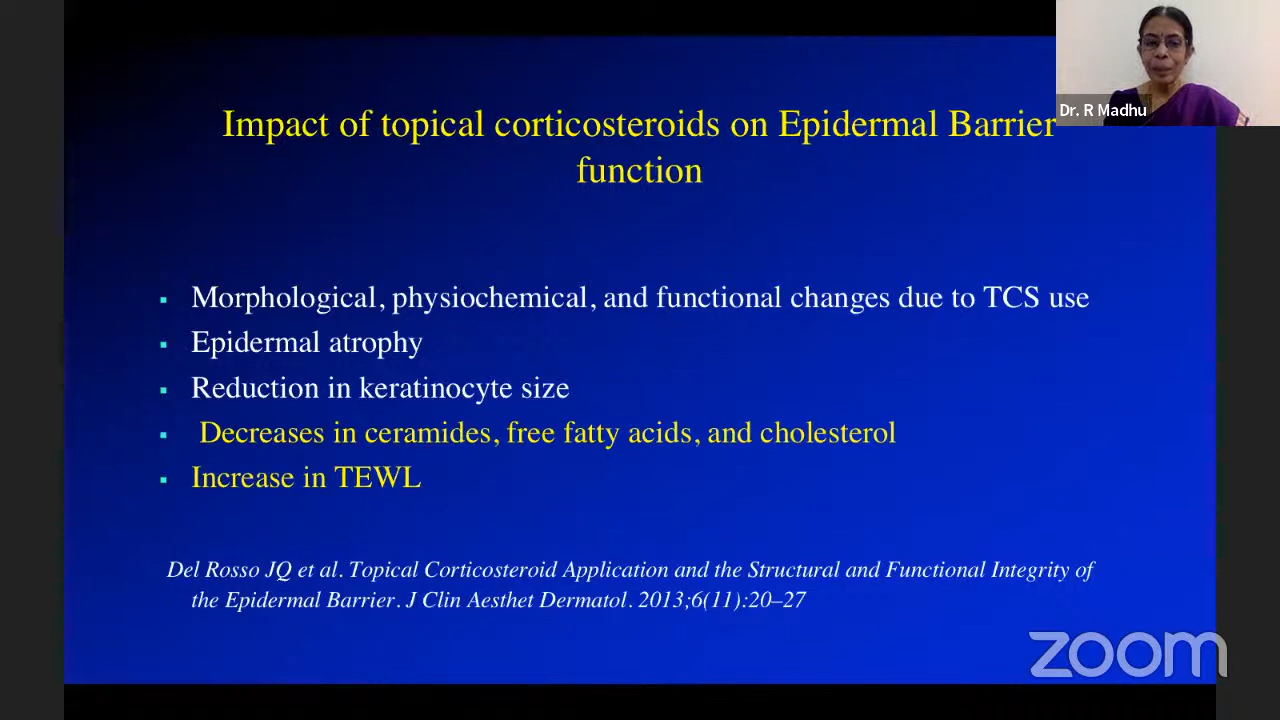 Impact of topical corticosteroids on Epidermal Barrier
function
Dr. R Madhu
▪ Morphological, physiochemical, and functional changes due to TCS use
▪ Epidermal atrophy
▪ Reduction in keratinocyte size
▪ Decreases in ceramides, free fatty acids, and cholesterol
▪ Increase in TEWL
Del Rosso JQ et al. Topical Corticosteroid Application and the Structural and Functional Integrity of
the Epidermal Barrier. J Clin Aesthet Dermatol. 2013;6(11):20–27
zoom